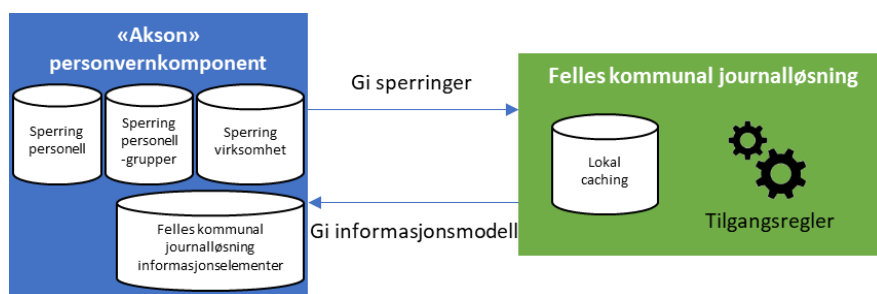 «Akson»
personvernkomponent
Sperring
personell
Sperring
personell
-grupper
Sperring
virksomhet
Felles kommunal
journalløsning
informasjonselementer
Gi sperringer
Gi informasjonsmodell
Felles kommunal journalløsning
Lokal
caching
Tilgangsregler